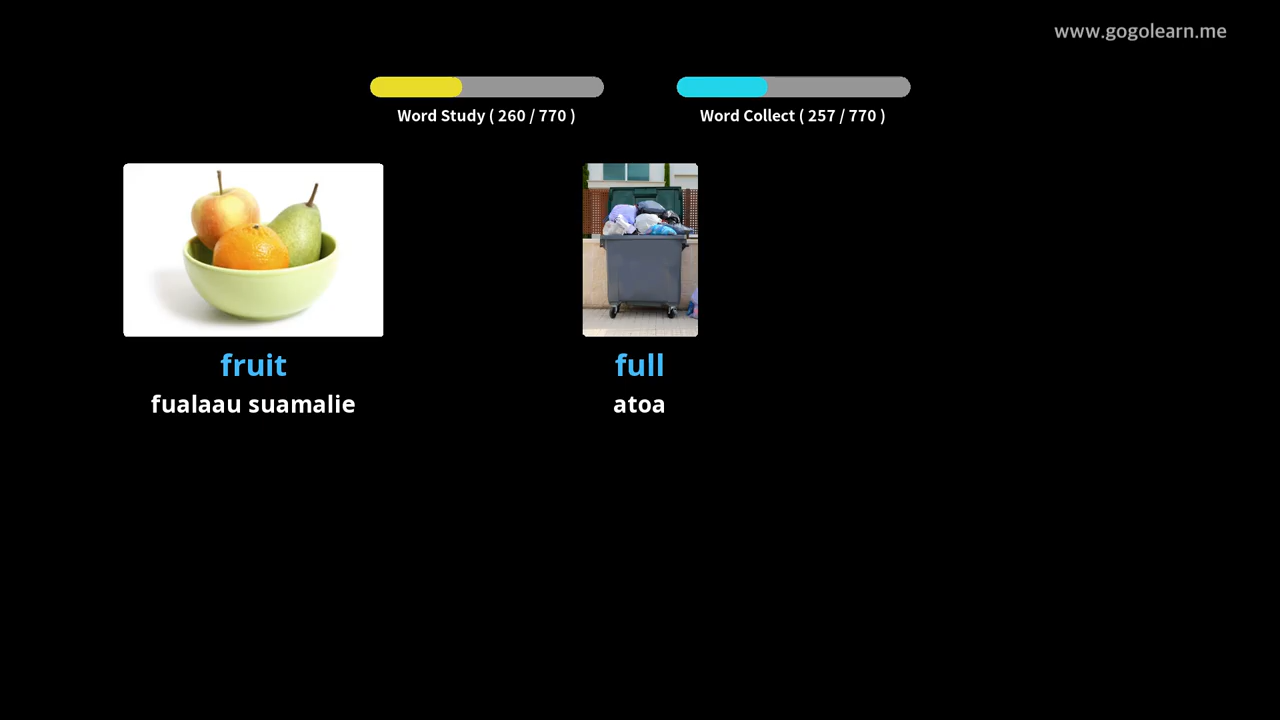 www.gogolearn.me
Word Study ( 260 / 770 )
Word Collect ( 257 / 770 )
fruit
fualaau suamalie
full
atoa